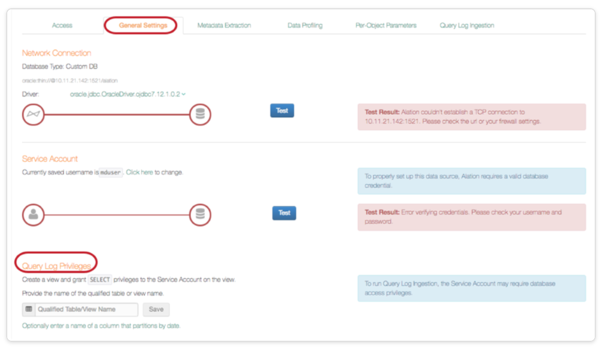 Access General Settings Metadata Extraction Data Profiling Per-Object Parameters Query Log Ingestion
Network Connection
Database Type: Custom DB
oracle:thin:@10.11.21.142:1521/alation
Driver: oracle.jdbc.OracleDriver.ojdbc7.12.1.0.2
Test
Test Result: Alation couldn't establish a TCP connection to
10.11.21.142:1521. Please check the url or your firewall settings.
Service Account
Currently saved username is mduser. Click here to change.
To properly set up this data source, Alation requires a valid database
credential.
Test
Test Result: Error verifying credentials. Please check your username and
password.
Query Log Privileges
Create a view and grant SELECT privileges to the Service Account on the view.
Provide the name of the qualified table or view name.
To run Query Log Ingestion, the Service Account may require database
access privileges.
Qualified Table/View Name Save
Optionally enter a name of a column that partitions by date.